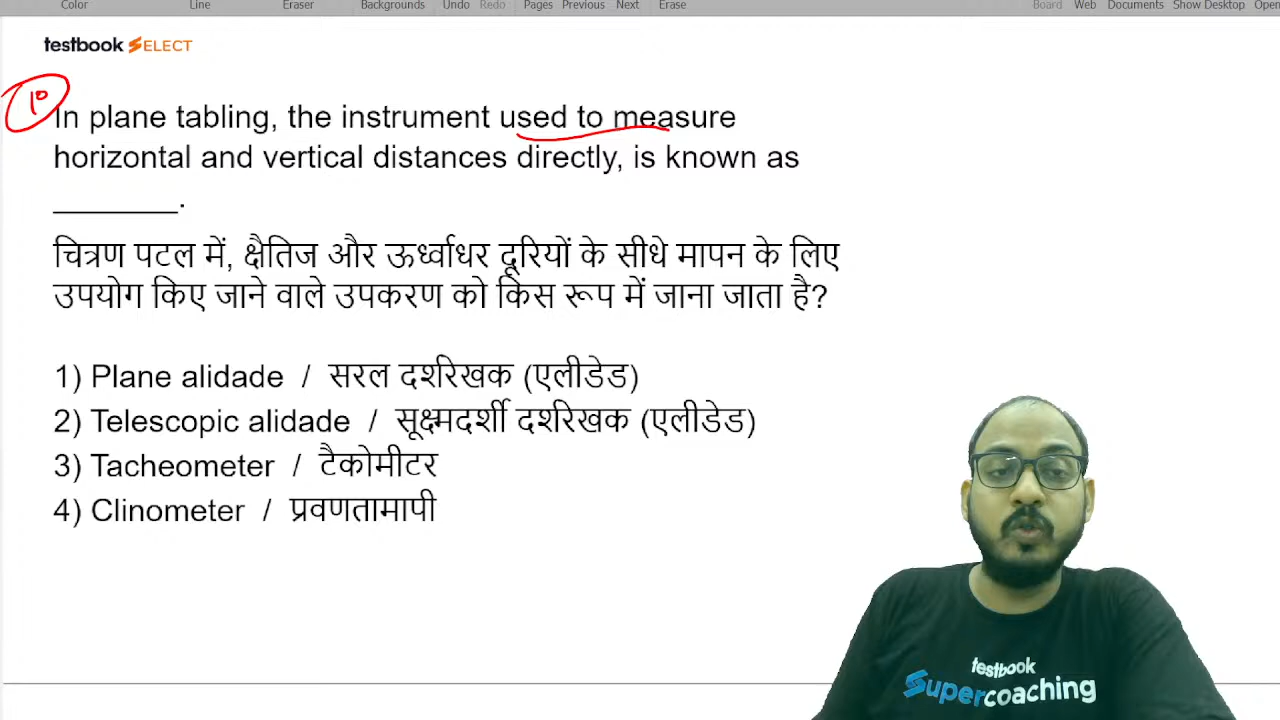 Color Line Eraser Backgrounds Undo Redo Pages Previous Next Erase Board Web Documents Show Desktop Open
testbook SELECT
10
In plane tabling, the instrument used to measure
horizontal and vertical distances directly, is known as
_______.
चित्रण पटल में, क्षैतिज और ऊर्ध्वाधर दूरियों के सीधे मापन के लिए
उपयोग किए जाने वाले उपकरण को किस रूप में जाना जाता है?
1) Plane alidade / सरल दर्शरेखक (एलीडेड)
2) Telescopic alidade / सूक्ष्मदर्शी दर्शरेखक (एलीडेड)
3) Tacheometer / टैकोमीटर
4) Clinometer / प्रवणतामापी
testbook
Supercoaching